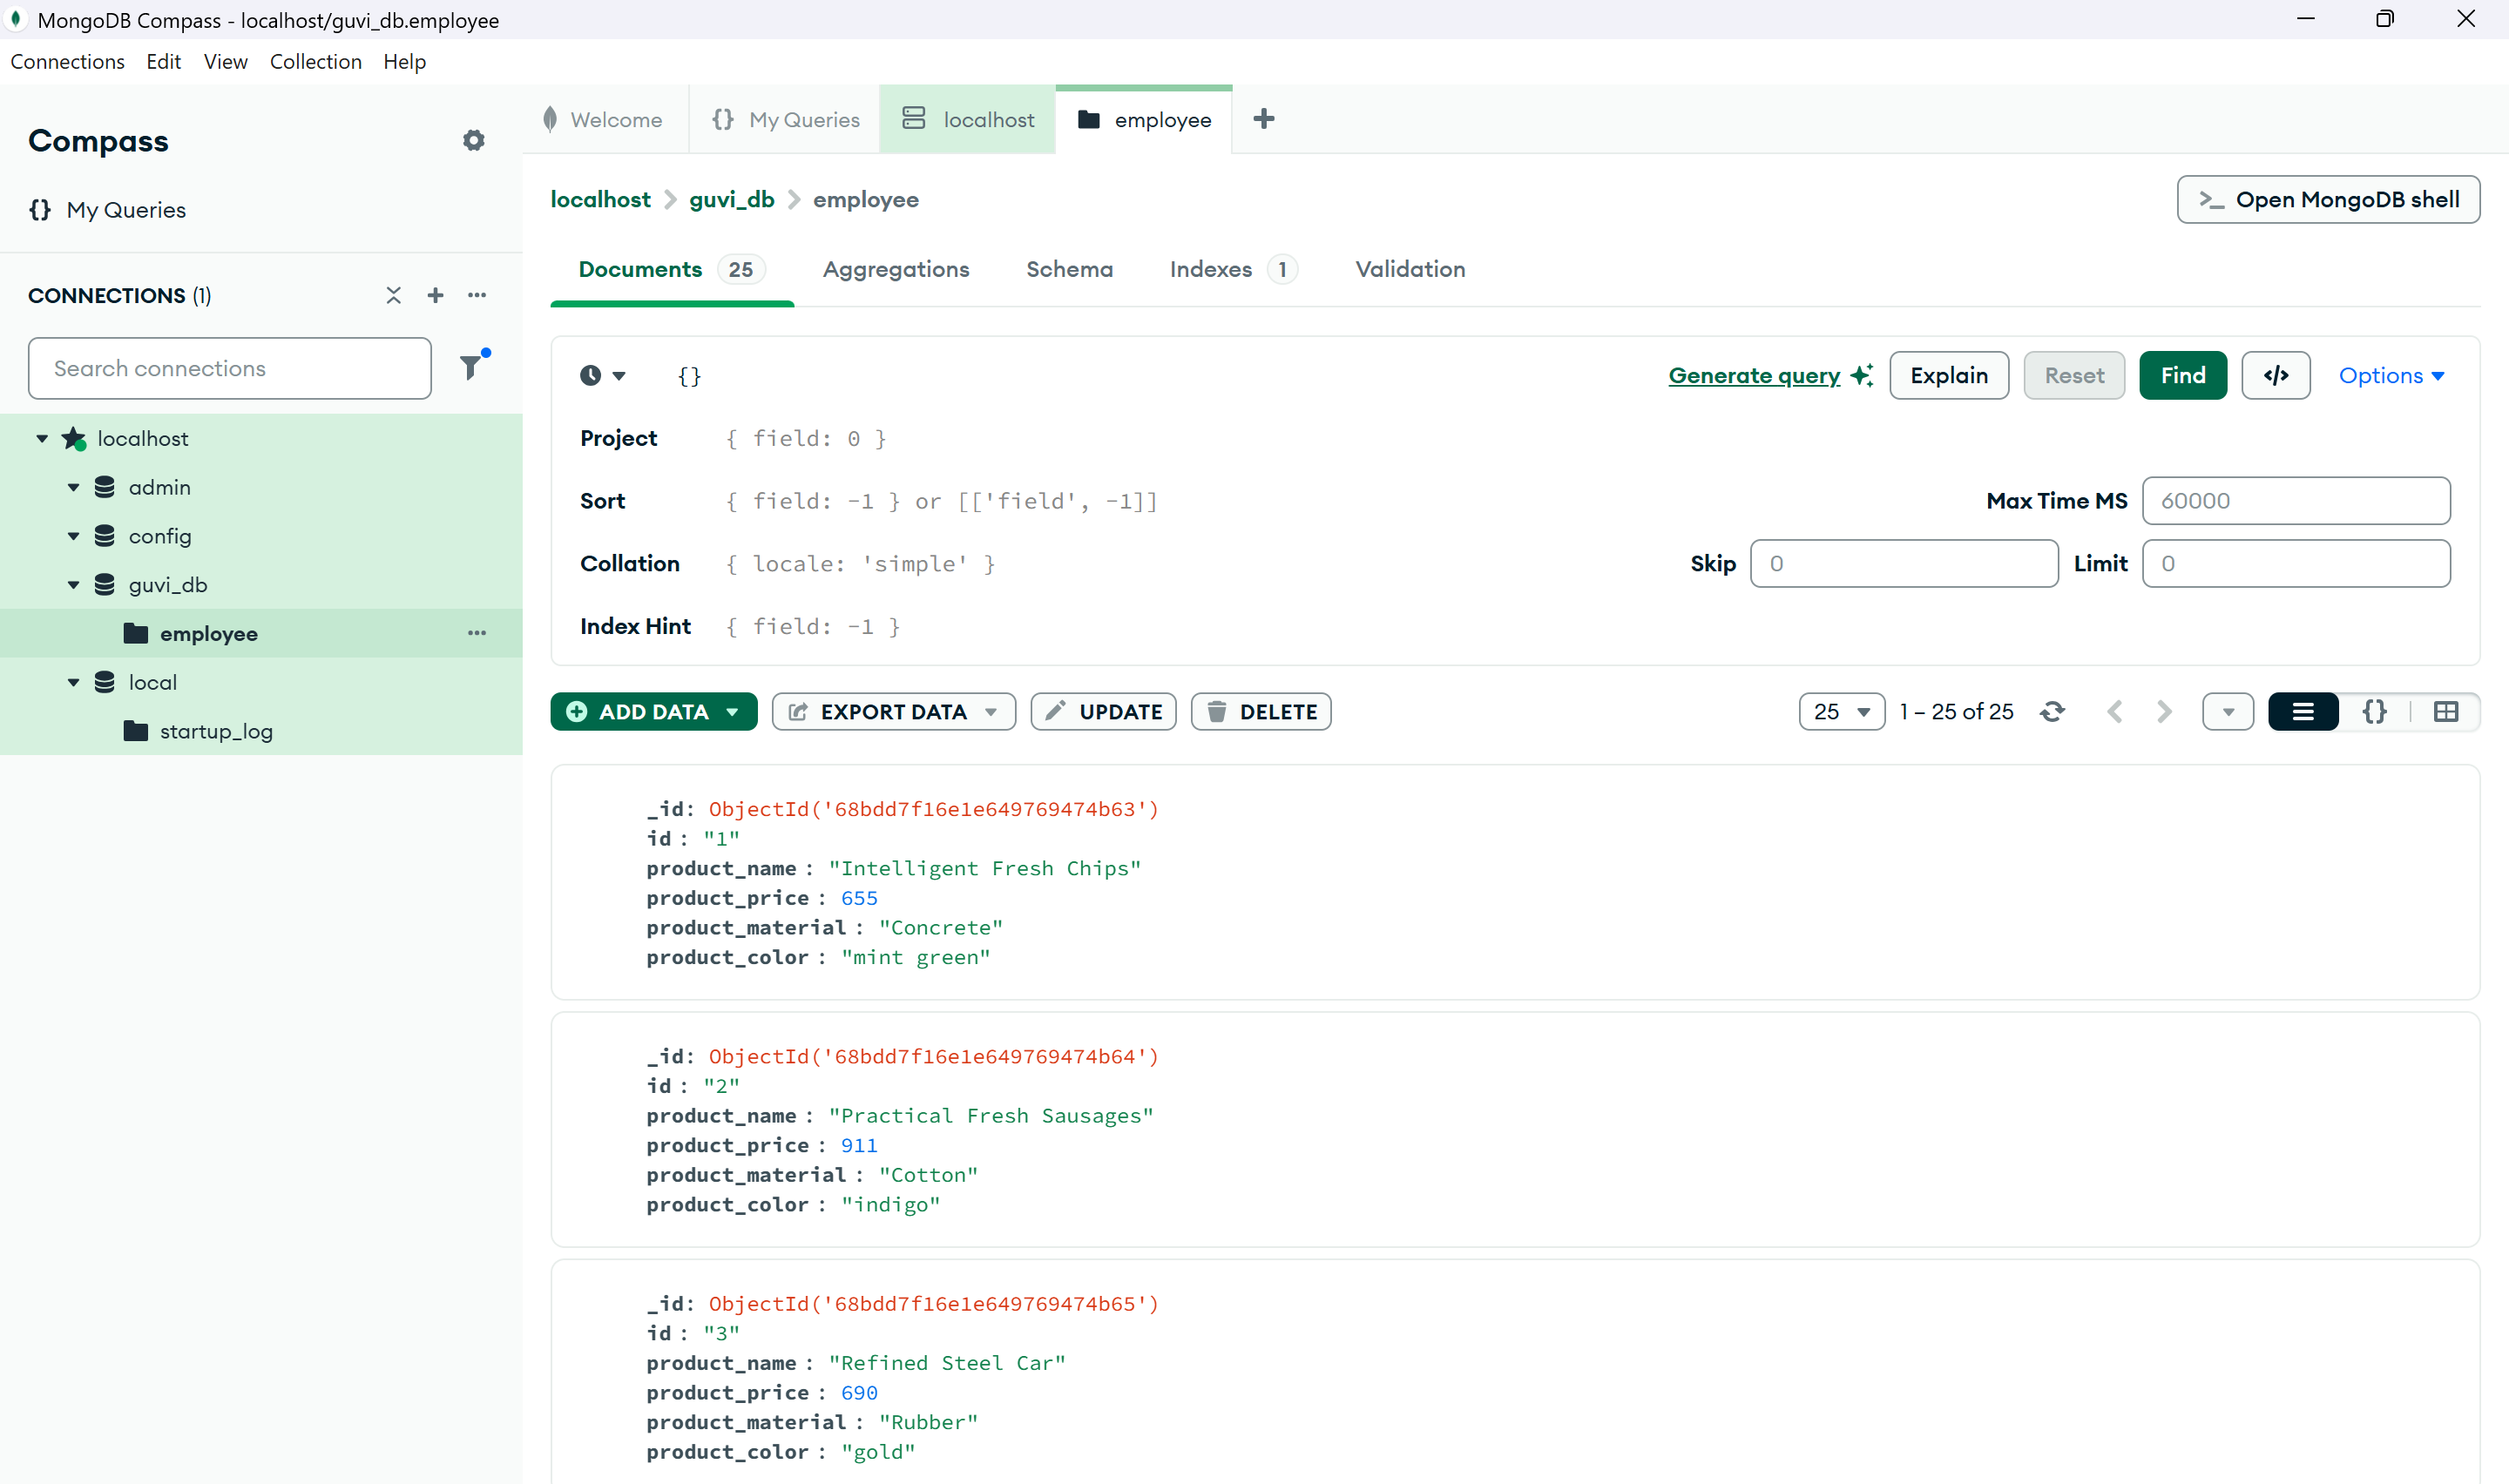 MongoDB Compass - localhost/guvi_db.employee
Connections Edit View Collection Help
Compass
My Queries
CONNECTIONS (1)
Search connections
localhost
admin
config
guvi_db
employee
local
startup_log
Welcome
{} My Queries
localhost
employee
localhost > guvi_db > employee
>_ Open MongoDB shell
Documents 25 Aggregations Schema Indexes 1 Validation
{} Generate query Explain Reset Find </> Options
Project { field: 0 }
Sort { field: -1 } or [['field', -1]] Max Time MS 60000
Collation { locale: 'simple' } Skip 0 Limit 0
Index Hint { field: -1 }
ADD DATA EXPORT DATA UPDATE DELETE 25 1 – 25 of 25 {}
_id: ObjectId('68bdd7f16e1e649769474b63')
id : "1"
product_name : "Intelligent Fresh Chips"
product_price : 655
product_material : "Concrete"
product_color : "mint green"
_id: ObjectId('68bdd7f16e1e649769474b64')
id : "2"
product_name : "Practical Fresh Sausages"
product_price : 911
product_material : "Cotton"
product_color : "indigo"
_id: ObjectId('68bdd7f16e1e649769474b65')
id : "3"
product_name : "Refined Steel Car"
product_price : 690
product_material : "Rubber"
product_color : "gold"